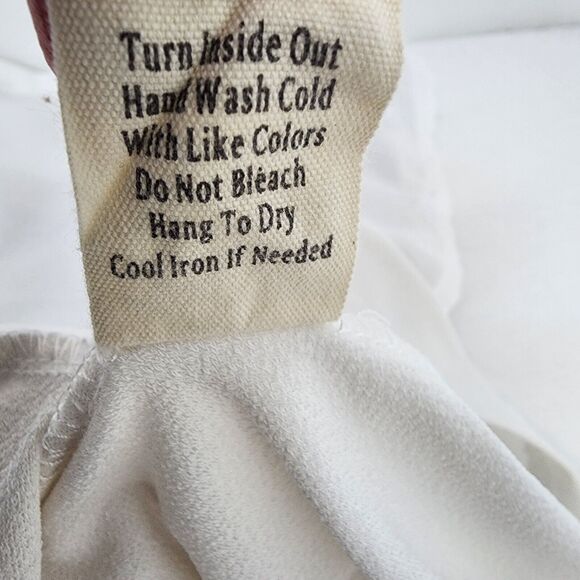 Turn Inside Out
Hand Wash Cold
With Like Colors
Do Not Bleach
Hang To Dry
Cool Iron If Needed